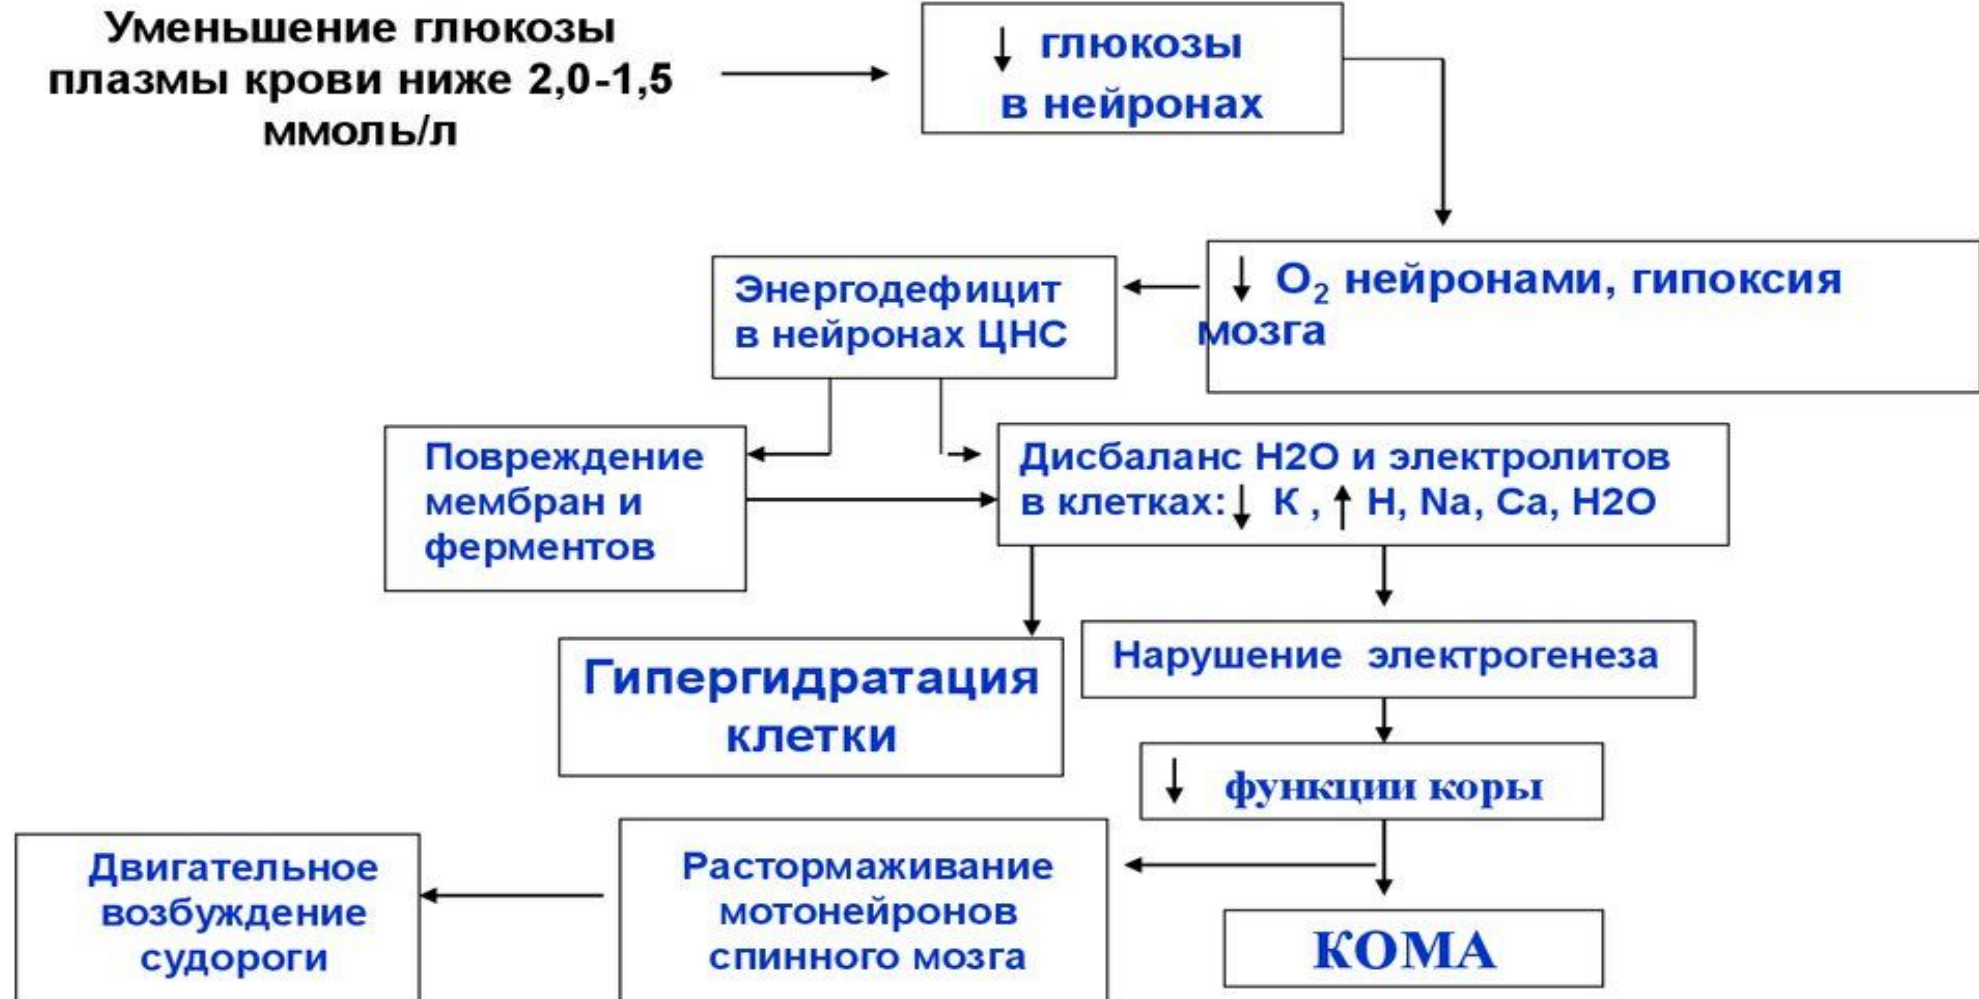 Уменьшение глюкозы
плазмы крови ниже 2,0-1,5
ммоль/л
↓ глюкозы
в нейронах
↓ O₂ нейронами, гипоксия
мозга
Энергодефицит
в нейронах ЦНС
Повреждение
мембран и
ферментов
Дисбаланс Н2О и электролитов
в клетках: ↓ К , ↑ Н, Na, Ca, H2O
Гипергидратация
клетки
Нарушение электрогенеза
↓ функции коры
Двигательное
возбуждение
судороги
Растормаживание
мотонейронов
спинного мозга
КОМА